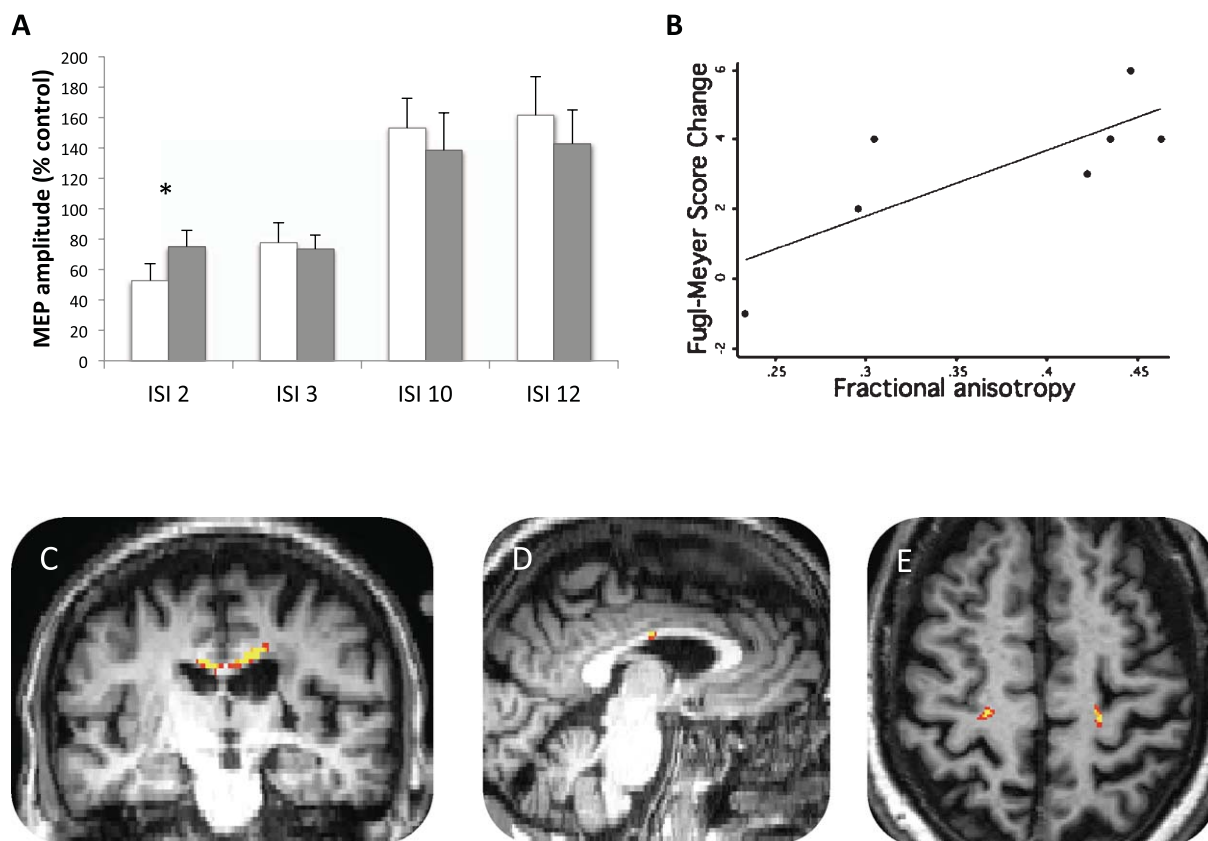 A
B
MEP amplitude (% control)
200
180
160
140
120
100
80
60
40
20
0
*
ISI 2
ISI 3
ISI 10
ISI 12
Fugl-Meyer Score Change
6
4
2
0
-2
.25
.3
.35
.4
.45
Fractional anisotropy
C
D
E